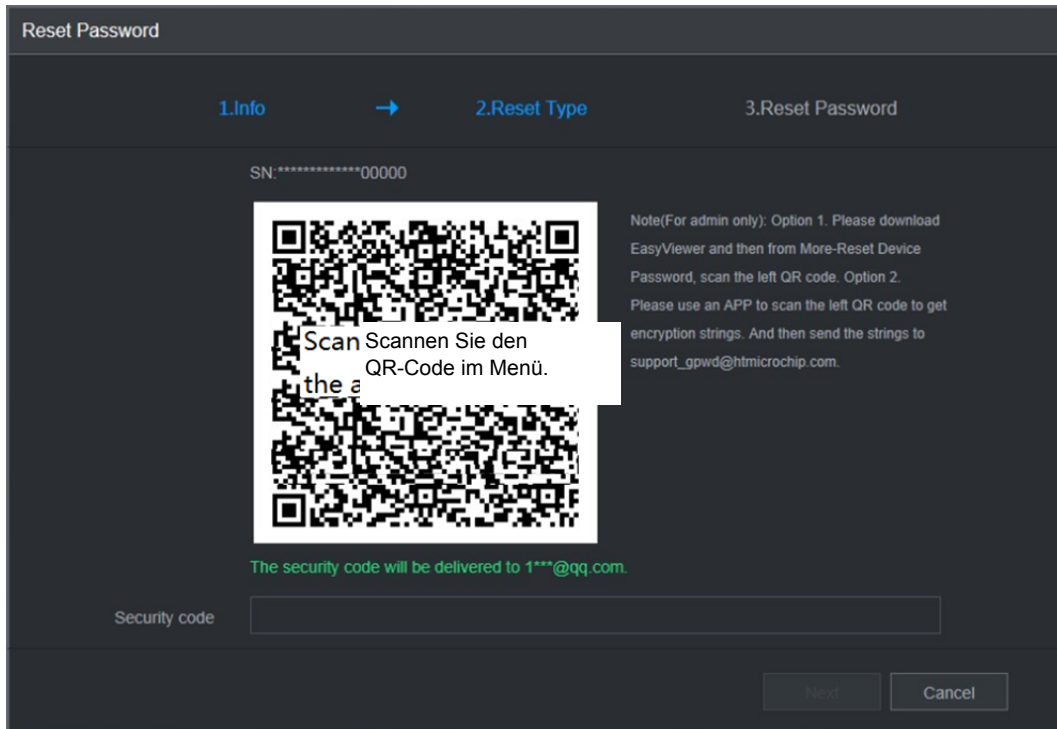 Reset Password
1.Info → 2.Reset Type 3.Reset Password
SN:*************00000
Note(For admin only): Option 1. Please download
EasyViewer and then from More-Reset Device
Password, scan the left QR code. Option 2.
Please use an APP to scan the left QR code to get
encryption strings. And then send the strings to
support_gpwd@htmicrochip.com.
Scan
the a
Scannen Sie den
QR-Code im Menü.
The security code will be delivered to 1***@qq.com.
Security code
Next Cancel